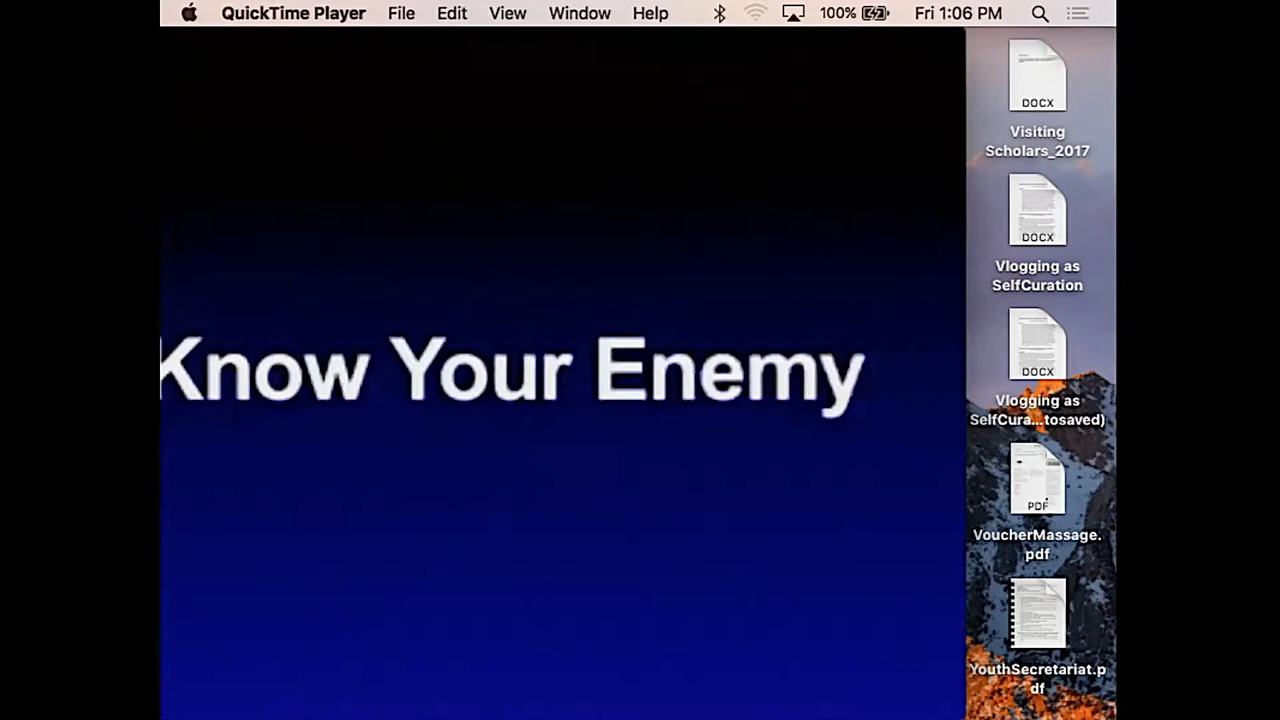 QuickTime Player File Edit View Window Help 100% Fri 1:06 PM
Know Your Enemy
DOCX
Visiting
Scholars_2017
DOCX
Vlogging as
SelfCuration
DOCX
Vlogging as
SelfCura...tosaved)
PDF
VoucherMassage.
pdf
YouthSecretariat.p
df